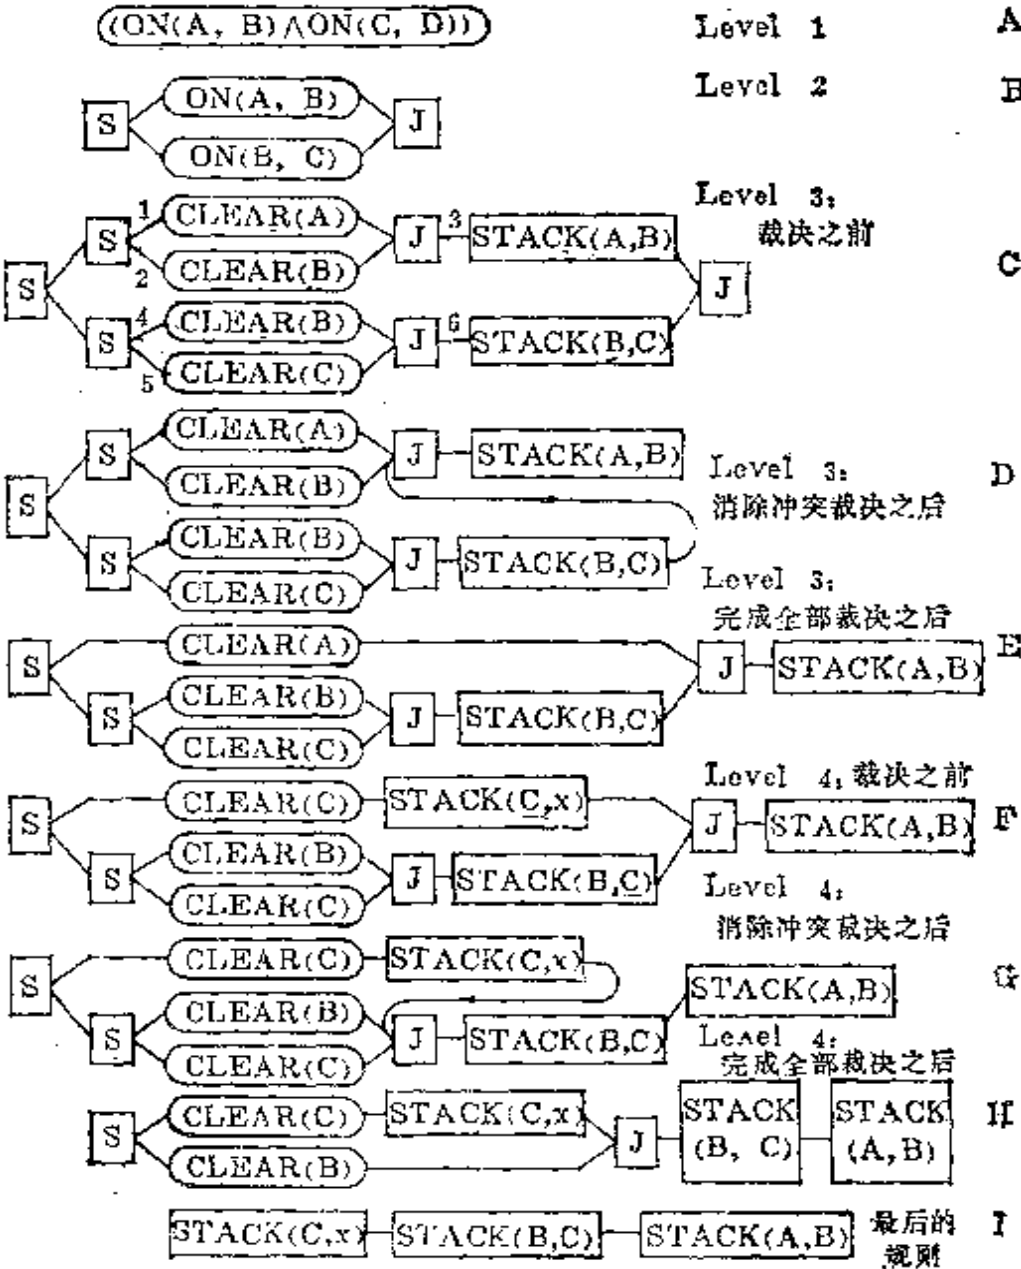 (ON(A, B)∧ON(C, D)) Level 1 A
Level 2 B
ON(A, B)
S J
ON(B, C)
Level 3:
1 CLEAR(A) 3
S J STACK(A,B) 裁决之前
2 CLEAR(B)
S J C
4 CLEAR(B) 6
S J STACK(B,C)
5 CLEAR(C)
CLEAR(A)
S J STACK(A,B) Level 3: D
CLEAR(B) 消除冲突裁决之后
S
CLEAR(B)
S J STACK(B,C)
CLEAR(C) Level 3:
完成全部裁决之后
CLEAR(A) E
S J STACK(A,B)
CLEAR(B)
S J STACK(B,C)
CLEAR(C)
Level 4: 裁决之前
CLEAR(C) STACK(C,x)
S J STACK(A,B) F
CLEAR(B)
S J STACK(B,C)
CLEAR(C) Level 4:
消除冲突裁决之后
CLEAR(C) STACK(C,x)
S STACK(A,B) G
CLEAR(B)
S J STACK(B,C) Level 4:
CLEAR(C) 完成全部裁决之后
CLEAR(C) STACK(C,x) STACK STACK H
S J (B, C) (A,B)
CLEAR(B)
STACK(C,x) STACK(B,C) STACK(A,B) 最后的 I
规则